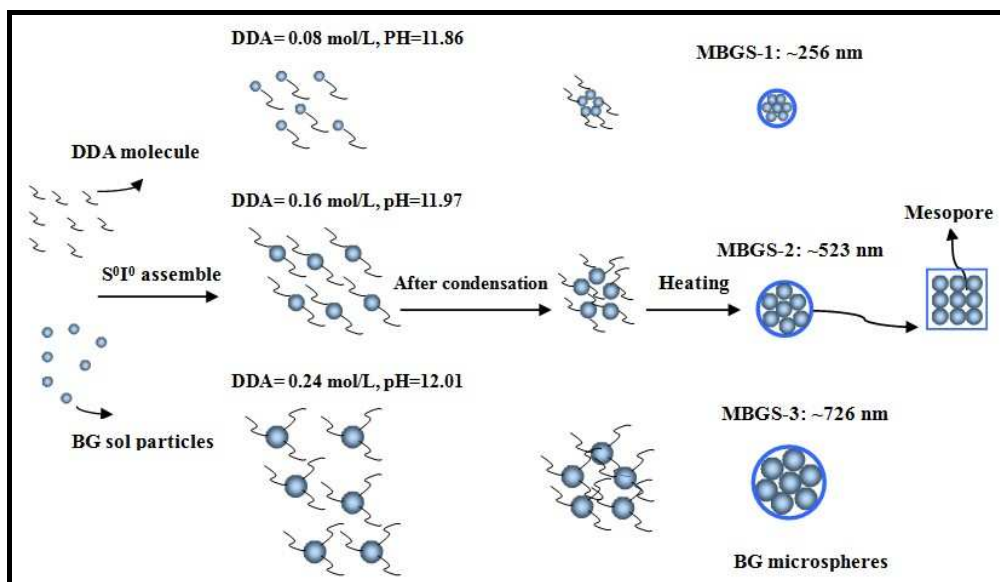 DDA= 0.08 mol/L, PH=11.86
MBGS-1: ~256 nm
DDA molecule
DDA= 0.16 mol/L, pH=11.97
Mesopore
MBGS-2: ~523 nm
S⁰I⁰ assemble
After condensation
Heating
DDA= 0.24 mol/L, pH=12.01
MBGS-3: ~726 nm
BG sol particles
BG microspheres